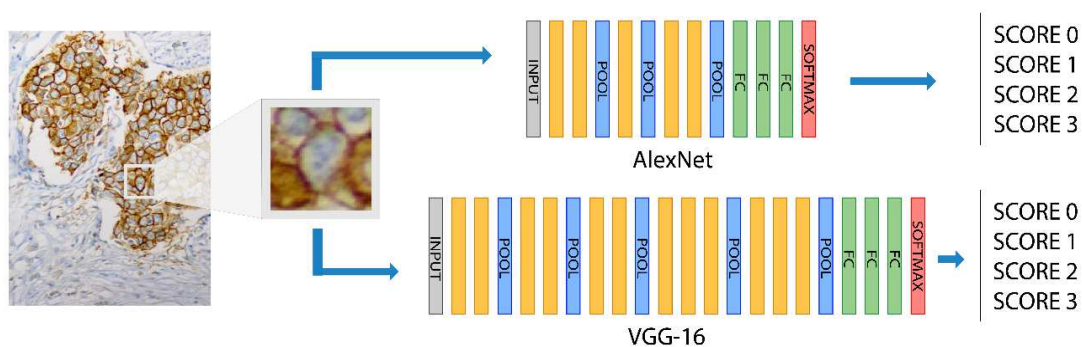 INPUT
POOL
POOL
POOL
FC
FC
FC
SOFTMAX
AlexNet
SCORE 0
SCORE 1
SCORE 2
SCORE 3
INPUT
POOL
POOL
POOL
POOL
POOL
FC
FC
FC
SOFTMAX
VGG-16
SCORE 0
SCORE 1
SCORE 2
SCORE 3